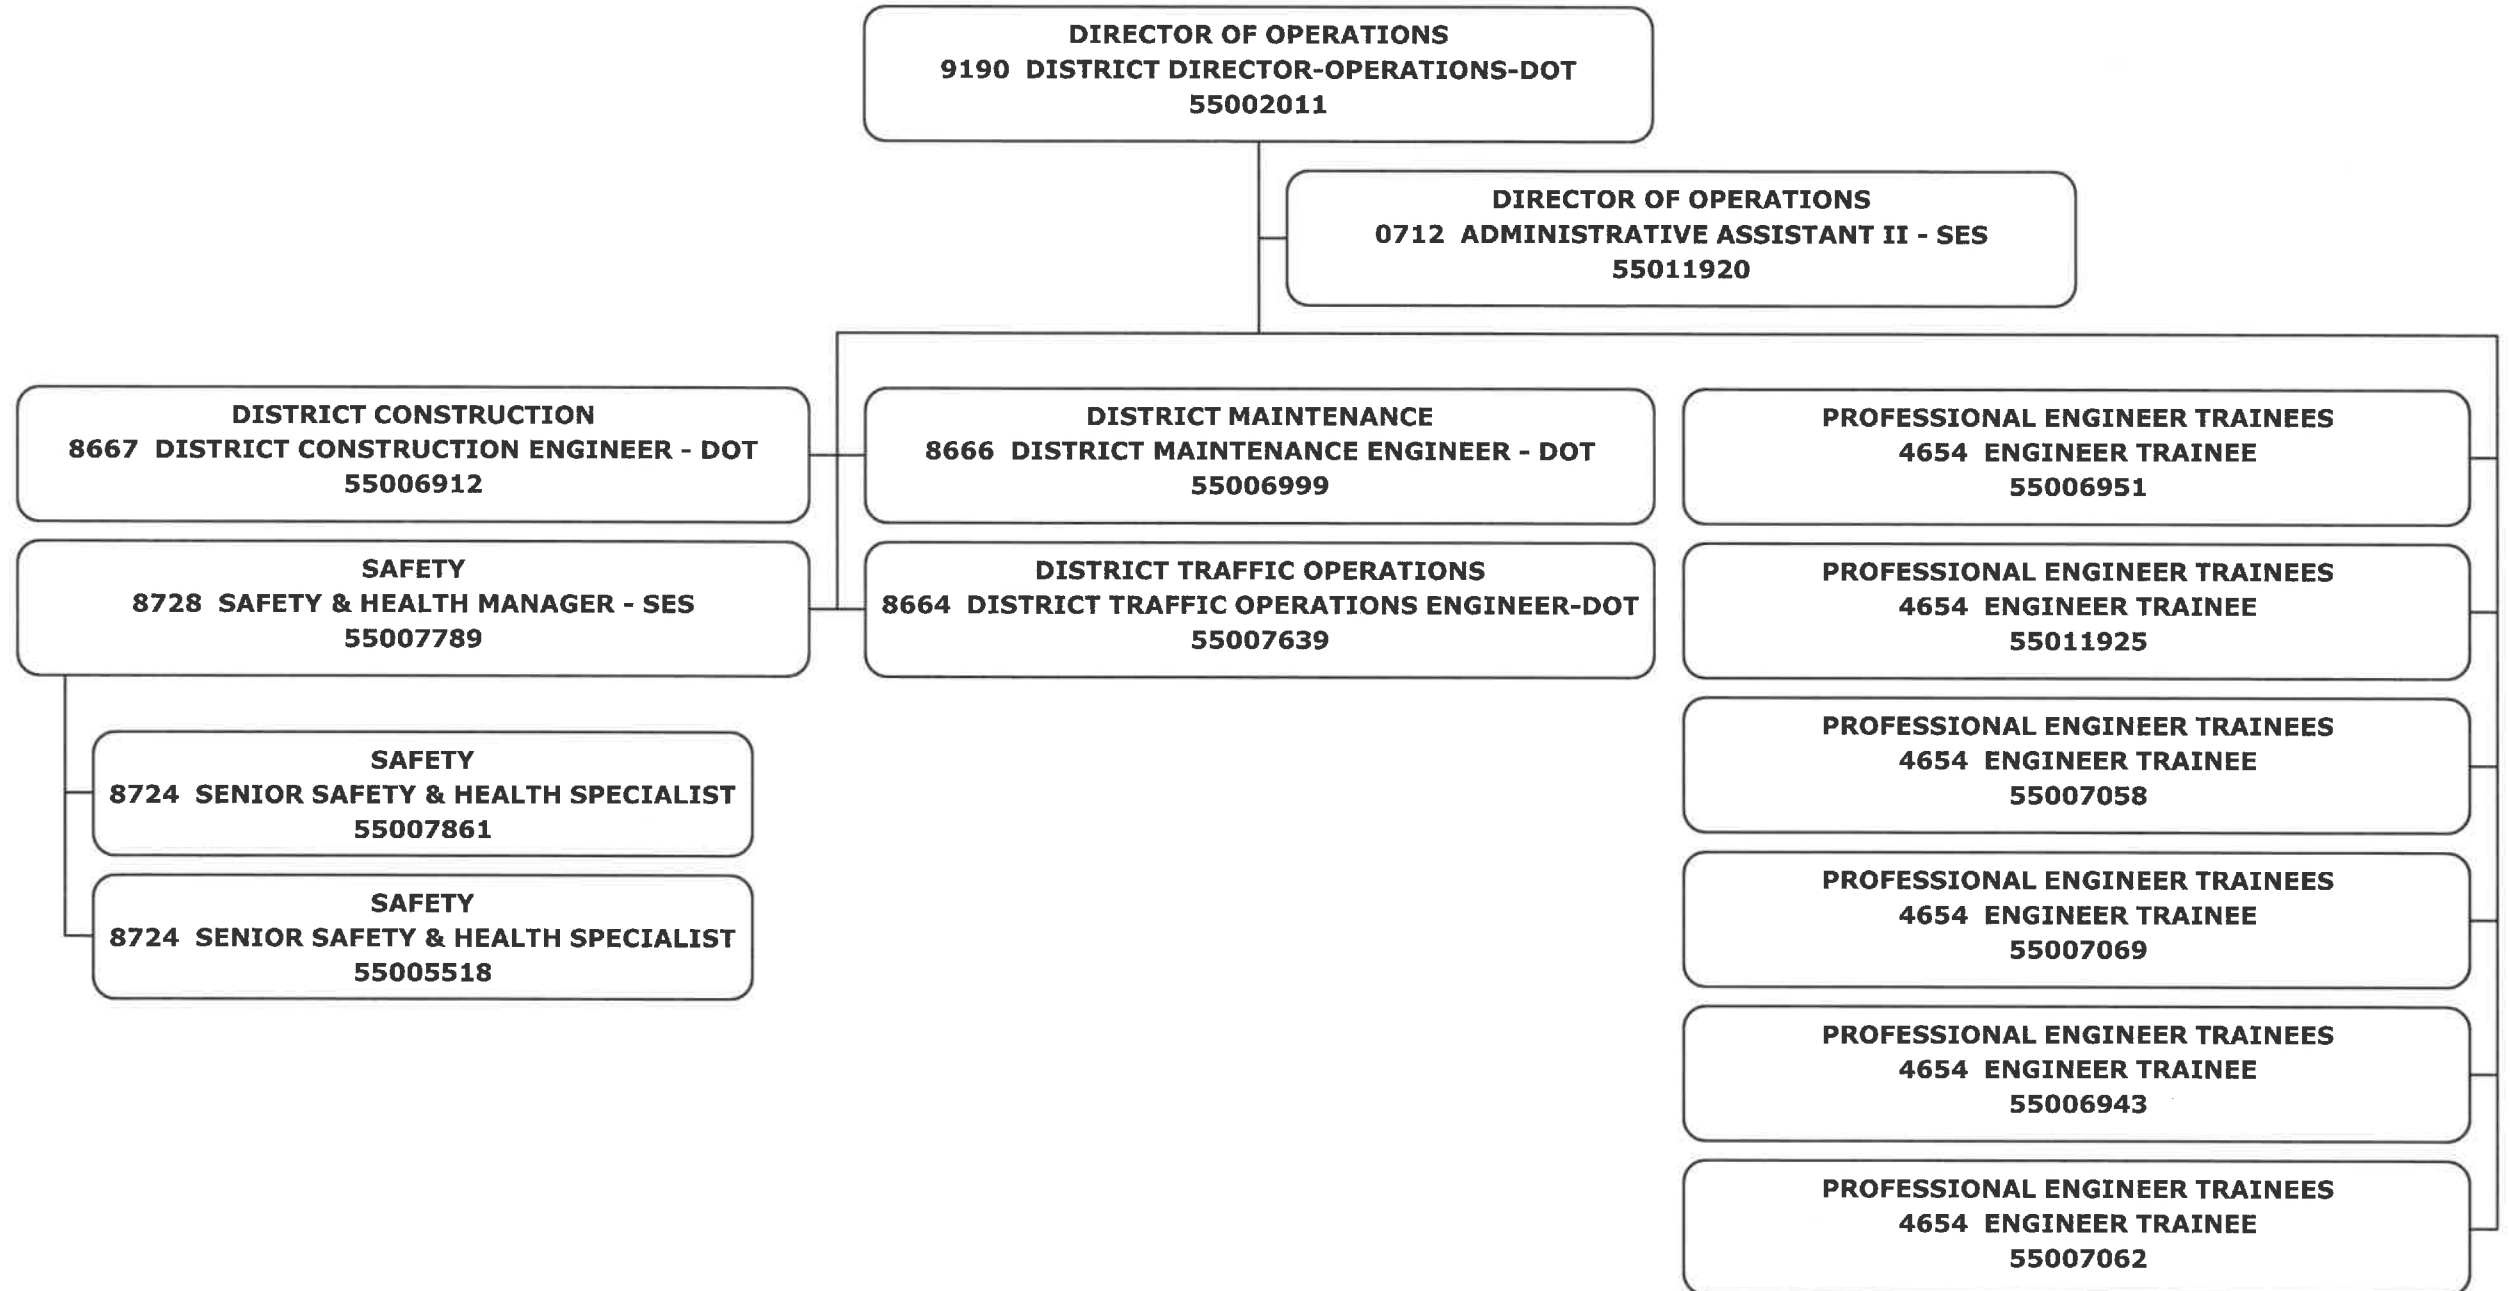 DIRECTOR OF OPERATIONS
9190 DISTRICT DIRECTOR-OPERATIONS-DOT
55002011
DIRECTOR OF OPERATIONS
0712 ADMINISTRATIVE ASSISTANT II - SES
55011920
DISTRICT CONSTRUCTION
8667 DISTRICT CONSTRUCTION ENGINEER - DOT
55006912
DISTRICT MAINTENANCE
8666 DISTRICT MAINTENANCE ENGINEER - DOT
55006999
PROFESSIONAL ENGINEER TRAINEES
4654 ENGINEER TRAINEE
55006951
SAFETY
8728 SAFETY & HEALTH MANAGER - SES
55007789
DISTRICT TRAFFIC OPERATIONS
8664 DISTRICT TRAFFIC OPERATIONS ENGINEER-DOT
55007639
PROFESSIONAL ENGINEER TRAINEES
4654 ENGINEER TRAINEE
55011925
SAFETY
8724 SENIOR SAFETY & HEALTH SPECIALIST
55007861
PROFESSIONAL ENGINEER TRAINEES
4654 ENGINEER TRAINEE
55007058
SAFETY
8724 SENIOR SAFETY & HEALTH SPECIALIST
55005518
PROFESSIONAL ENGINEER TRAINEES
4654 ENGINEER TRAINEE
55007069
PROFESSIONAL ENGINEER TRAINEES
4654 ENGINEER TRAINEE
55006943
PROFESSIONAL ENGINEER TRAINEES
4654 ENGINEER TRAINEE
55007062